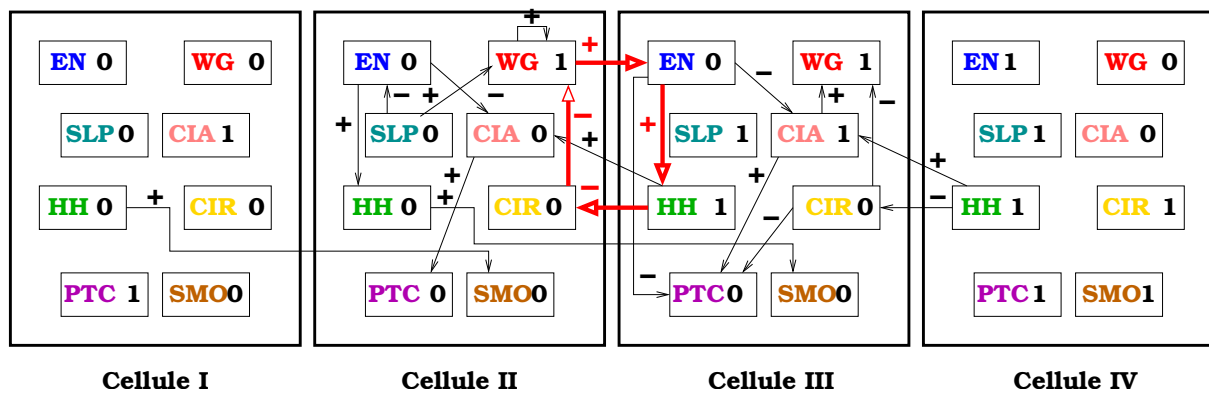 +
EN 0 WG 0 EN 0 WG 1 + EN 0 WG 1 EN 1 WG 0
− − + − − + −
SLP 0 CIA 1 SLP 0 CIA 0 SLP 1 CIA 1 SLP 1 CIA 0
+ − + + +
+ + + − + −
HH 0 CIR 0 HH 0 CIR 0 HH 1 CIR 0 HH 1 CIR 1
− −
PTC 1 SMO 0 PTC 0 SMO 0 PTC 0 SMO 0 PTC 1 SMO 1
Cellule I Cellule II Cellule III Cellule IV